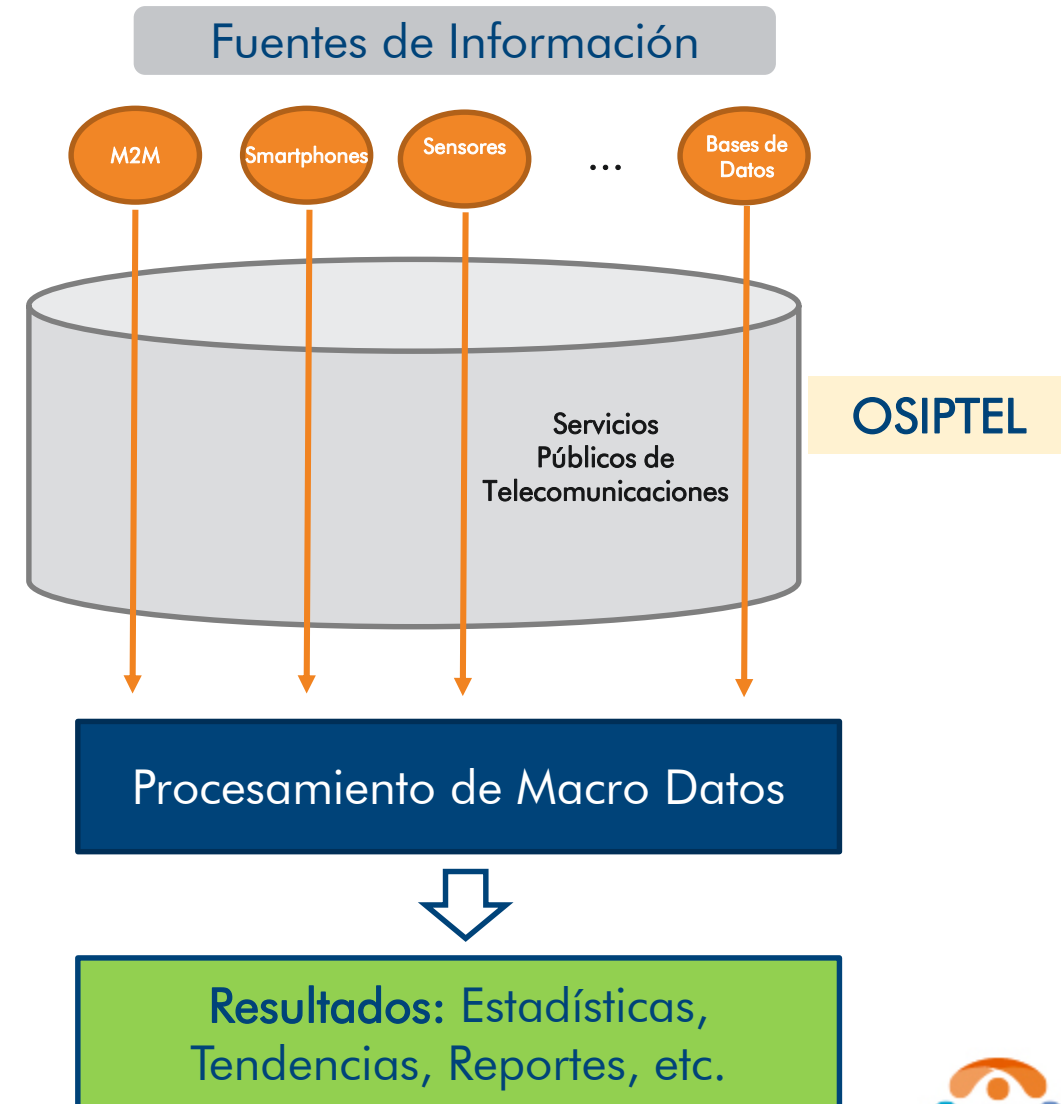 Fuentes de Información
M2M
Smartphones
Sensores
...
Bases de
Datos
Servicios
Públicos de
Telecomunicaciones
OSIPTEL
Procesamiento de Macro Datos
Resultados: Estadísticas,
Tendencias, Reportes, etc.